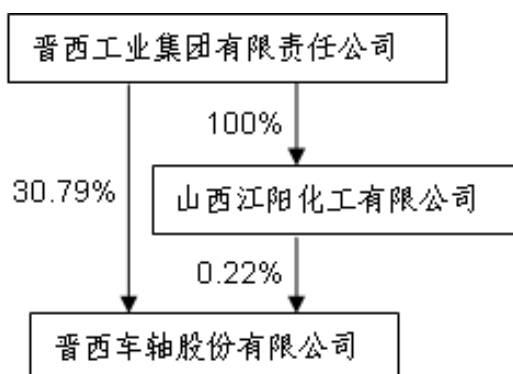 晋西工业集团有限责任公司
100%
30.79%
山西江阳化工有限公司
0.22%
晋西车轴股份有限公司